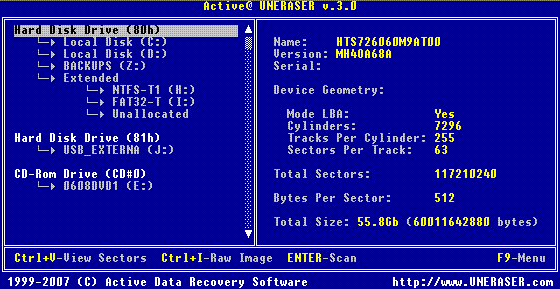 Active@ UNERASER v.3.0
Hard Disk Drive (80h)
Local Disk (C:)
Local Disk (D:)
BACKUPS (Z:)
Extended
NTFS-T1 (H:)
FAT32-T (I:)
Unallocated
Hard Disk Drive (81h)
USB_EXTERNA (J:)
CD-Rom Drive (CD#0)
0608DVD1 (E:)
Name: HTS726060M9AT00
Version: MH4OA68A
Serial:
Device Geometry:
Mode LBA: Yes
Cylinders: 7296
Tracks Per Cylinder: 255
Sectors Per Track: 63
Total Sectors: 117210240
Bytes Per Sector: 512
Total Size: 55.8Gb (60011642880 bytes)
Ctrl+V-View Sectors Ctrl+I-Raw Image ENTER-Scan F9-Menu
1999-2007 (C) Active Data Recovery Software http://www.UNERASER.com